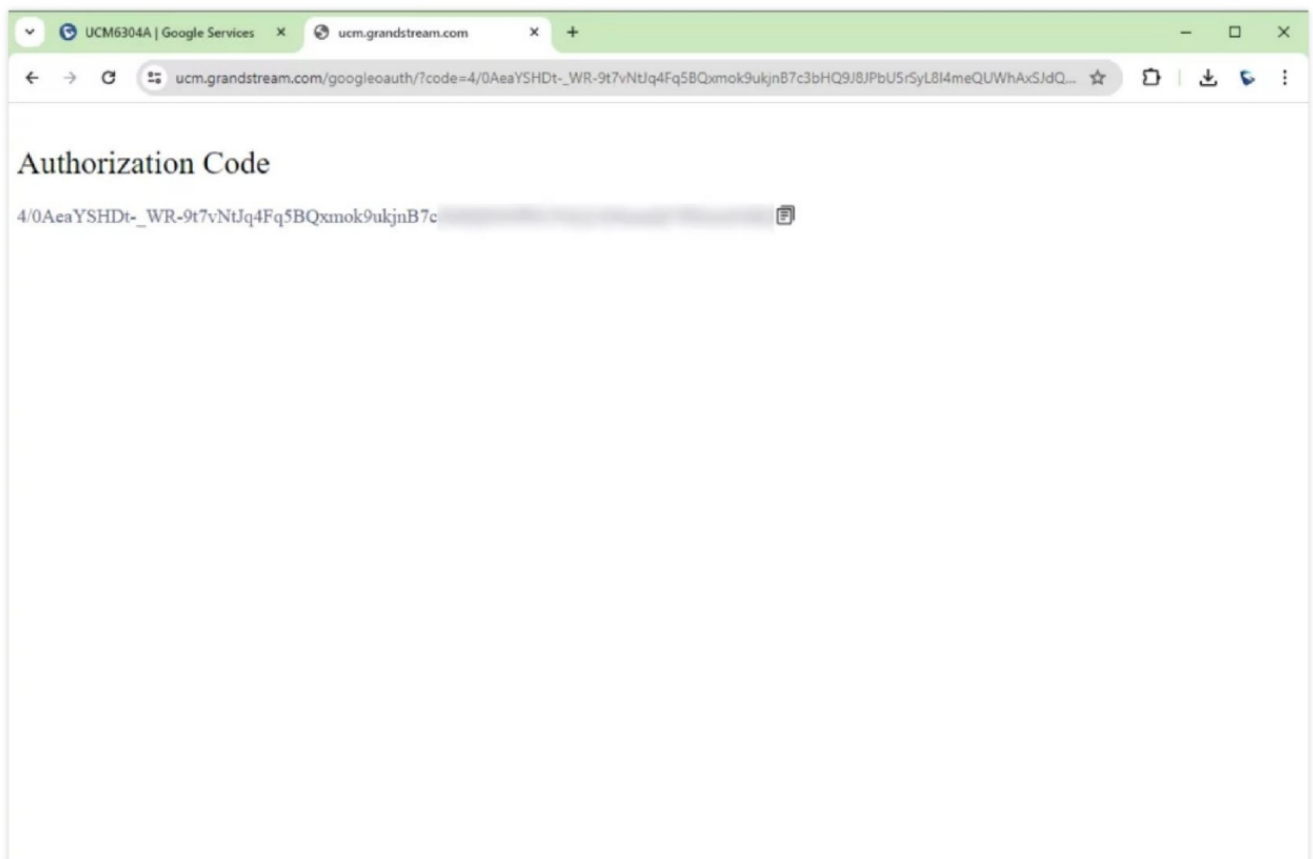 UCM6304A | Google Services
ucm.grandstream.com
ucm.grandstream.com/googleoauth/?code=4/0AeaYSHDt-_WR-9t7vNtJq4Fq5BQxmok9ukjnB7c3bHQ9J8JPbU5rSyL8I4meQUWhAxSJdQ...
Authorization Code
4/0AeaYSHDt-_WR-9t7vNtJq4Fq5BQxmok9ukjnB7c